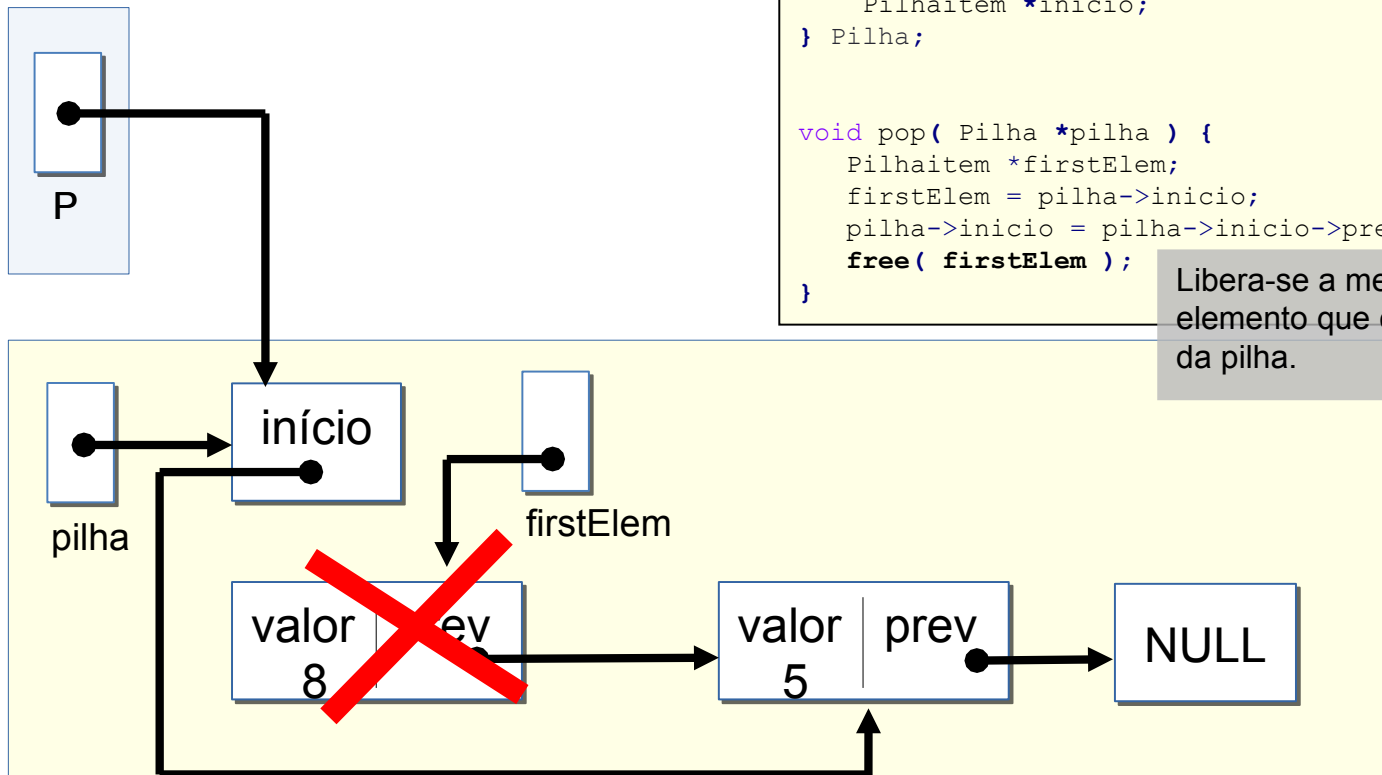 Pilhaitem *inicio;
} Pilha;
void pop( Pilha *pilha ) {
Pilhaitem *firstElem;
firstElem = pilha->inicio;
pilha->inicio = pilha->inicio->pre
free( firstElem );
}
Libera-se a me
elemento que
da pilha.
P
início
pilha
firstElem
valor
8
valor
5
prev
NULL